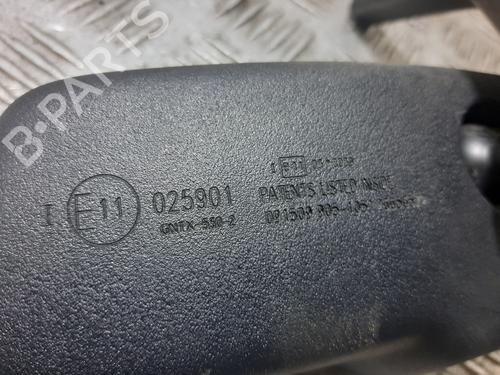 B-PARTS
I E11 025901
GNTX-550-2
I E11
PATENTS LISTED INSIDE